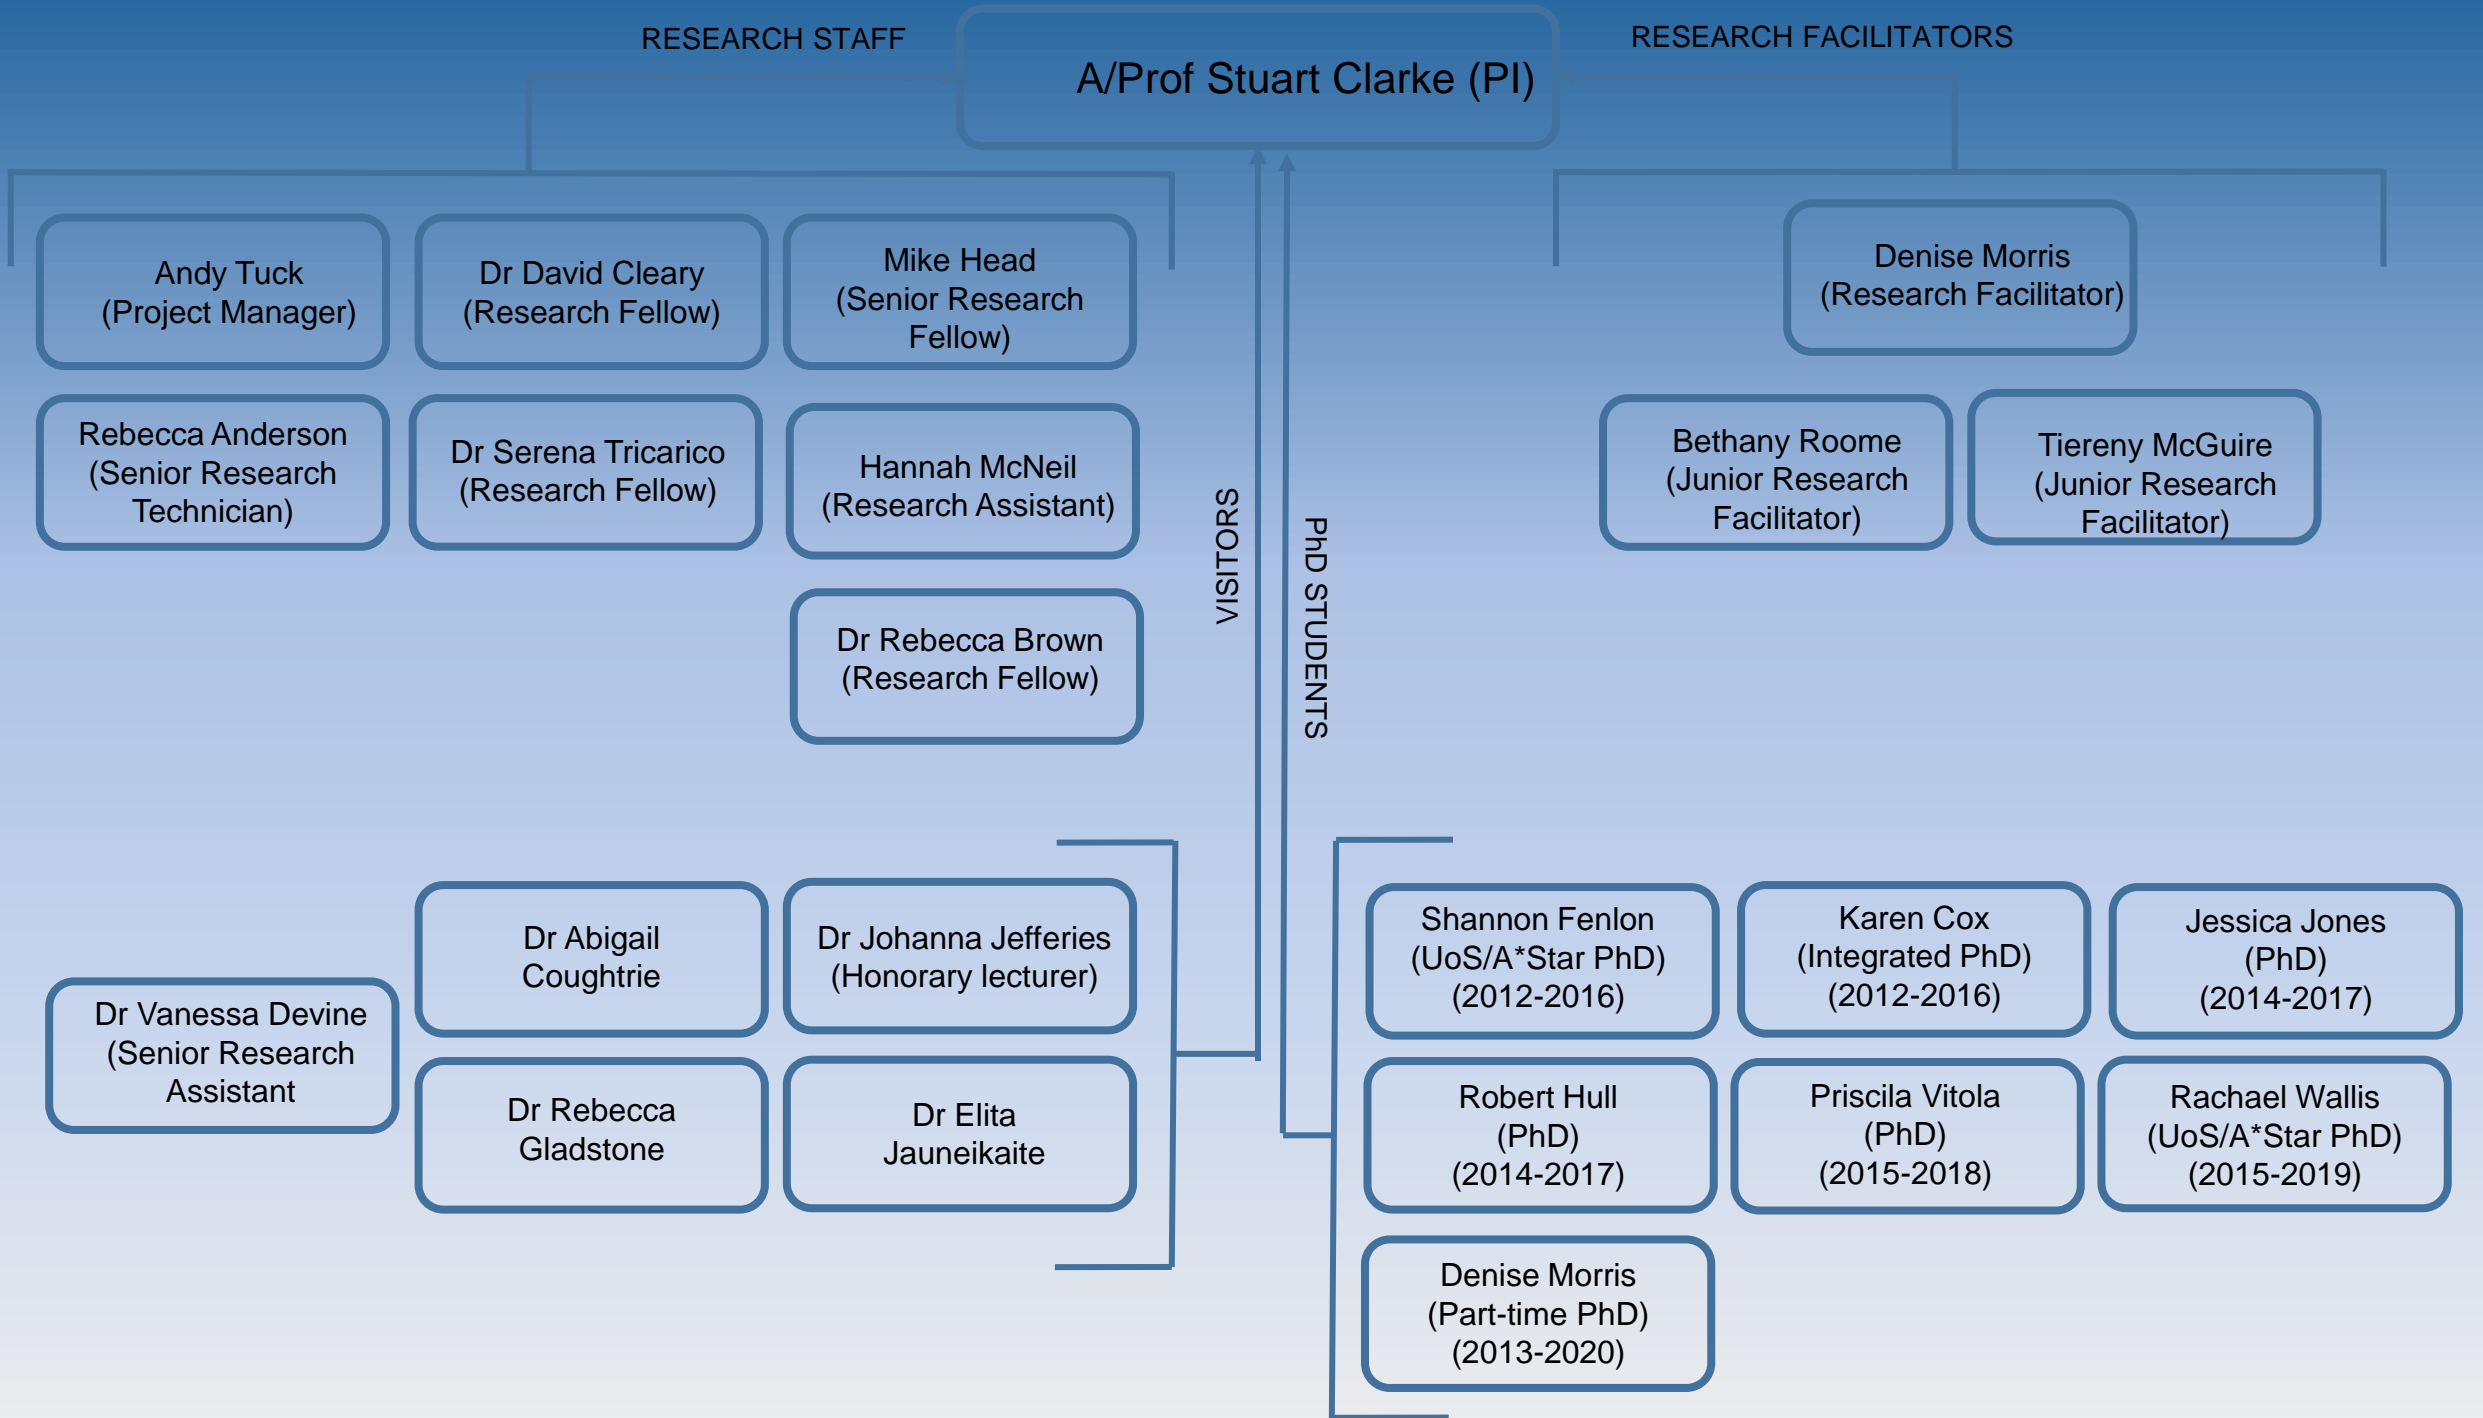 RESEARCH STAFF
A/Prof Stuart Clarke (PI)
RESEARCH FACILITATORS
Andy Tuck
(Project Manager)
Dr David Cleary
(Research Fellow)
Mike Head
(Senior Research
Fellow)
Rebecca Anderson
(Senior Research
Technician)
Dr Serena Tricarico
(Research Fellow)
Hannah McNeil
(Research Assistant)
Dr Rebecca Brown
(Research Fellow)
Denise Morris
(Research Facilitator)
Bethany Roome
(Junior Research
Facilitator)
Tiereny McGuire
(Junior Research
Facilitator)
VISITORS
PhD STUDENTS
Dr Vanessa Devine
(Senior Research
Assistant
Dr Abigail
Coughtrie
Dr Johanna Jefferies
(Honorary lecturer)
Dr Rebecca
Gladstone
Dr Elita
Jauneikaite
Shannon Fenlon
(UoS/A*Star PhD)
(2012-2016)
Karen Cox
(Integrated PhD)
(2012-2016)
Jessica Jones
(PhD)
(2014-2017)
Robert Hull
(PhD)
(2014-2017)
Priscila Vitola
(PhD)
(2015-2018)
Rachael Wallis
(UoS/A*Star PhD)
(2015-2019)
Denise Morris
(Part-time PhD)
(2013-2020)